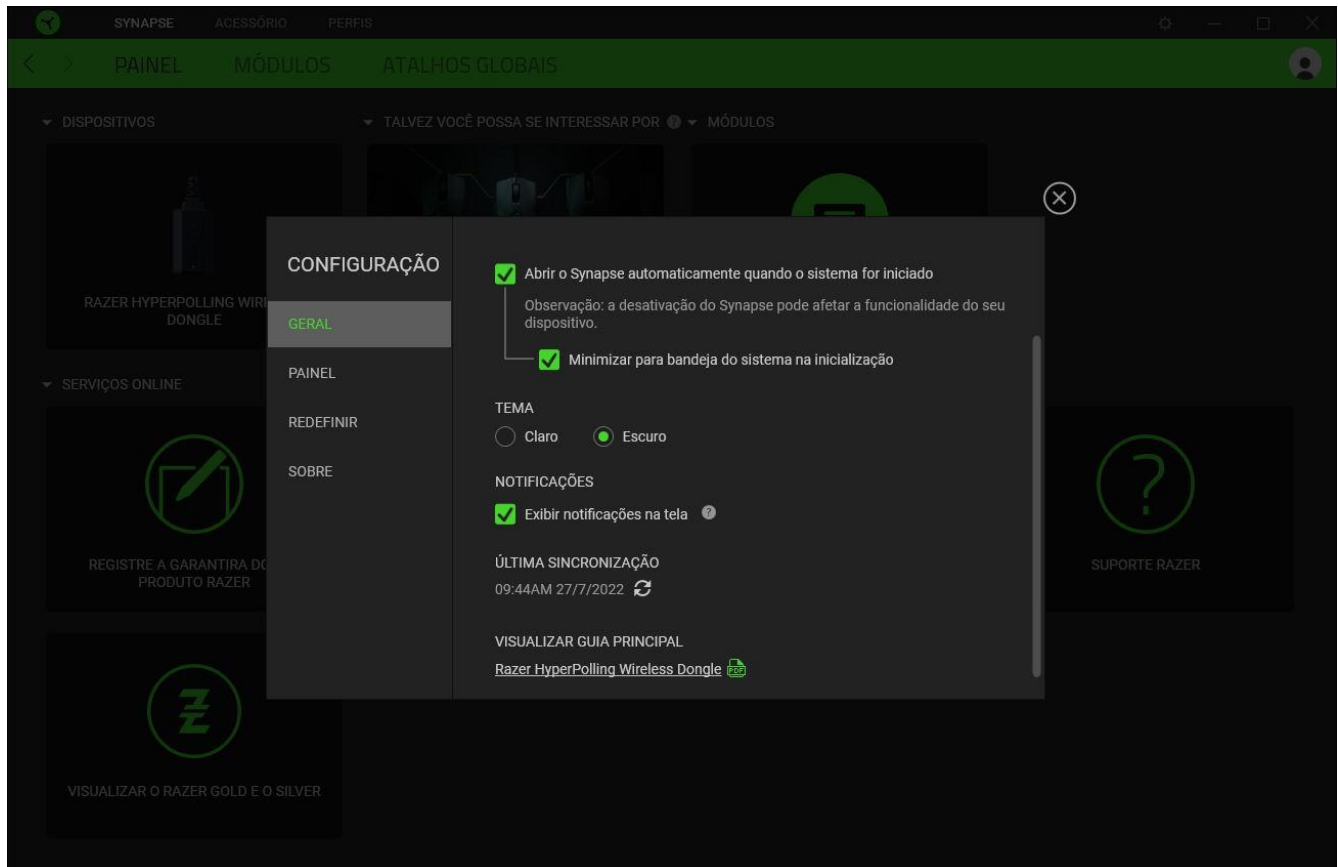 SYNAPSE ACESSÓRIO PERFIS
PAINEL MÓDULOS ATALHOS GLOBAIS
DISPOSITIVOS
TALVEZ VOCÊ POSSA SE INTERESSAR POR ?
MÓDULOS
RAZER HYPERPOLLING WIRE
DONGLE
SERVIÇOS ONLINE
REGISTRE A GARANTIRA DO
PRODUTO RAZER
SUPORTE RAZER
VISUALIZAR O RAZER GOLD E O SILVER
CONFIGURAÇÃO
GERAL
PAINEL
REDEFINIR
SOBRE
Abrir o Synapse automaticamente quando o sistema for iniciado
Observação: a desativação do Synapse pode afetar a funcionalidade do seu
dispositivo.
Minimizar para bandeja do sistema na inicialização
TEMA
Claro Escuro
NOTIFICAÇÕES
Exibir notificações na tela ?
ÚLTIMA SINCRONIZAÇÃO
09:44AM 27/7/2022
VISUALIZAR GUIA PRINCIPAL
Razer HyperPolling Wireless Dongle PDF